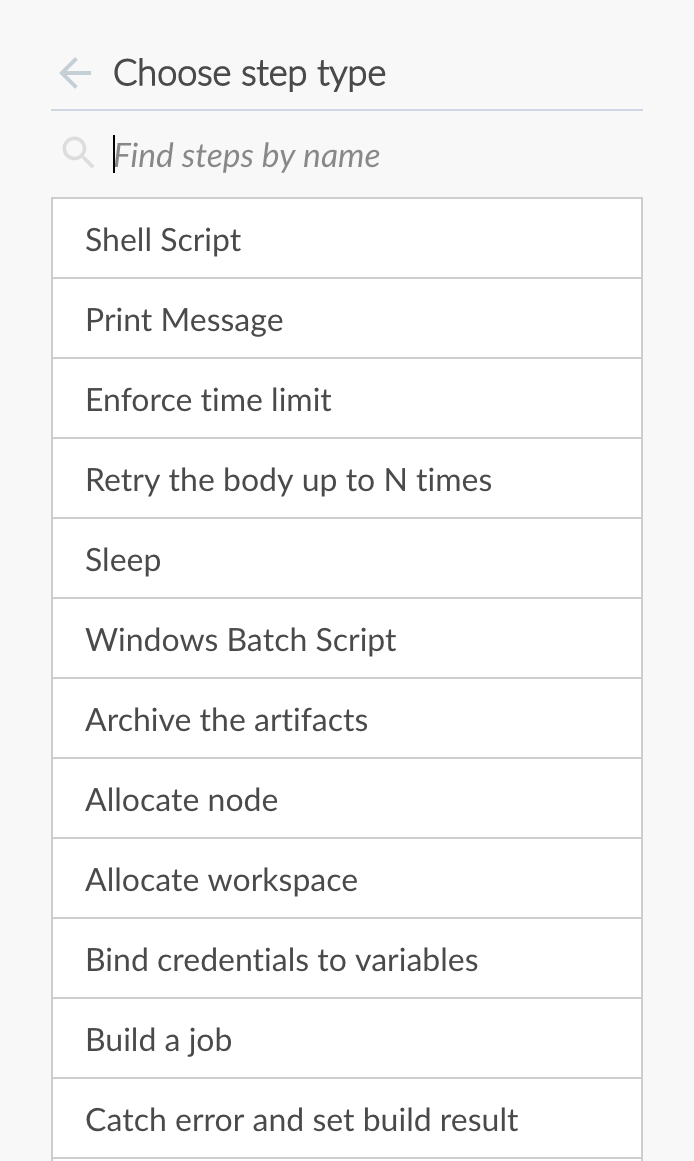 Choose step type
Find steps by name
Shell Script
Print Message
Enforce time limit
Retry the body up to N times
Sleep
Windows Batch Script
Archive the artifacts
Allocate node
Allocate workspace
Bind credentials to variables
Build a job
Catch error and set build result